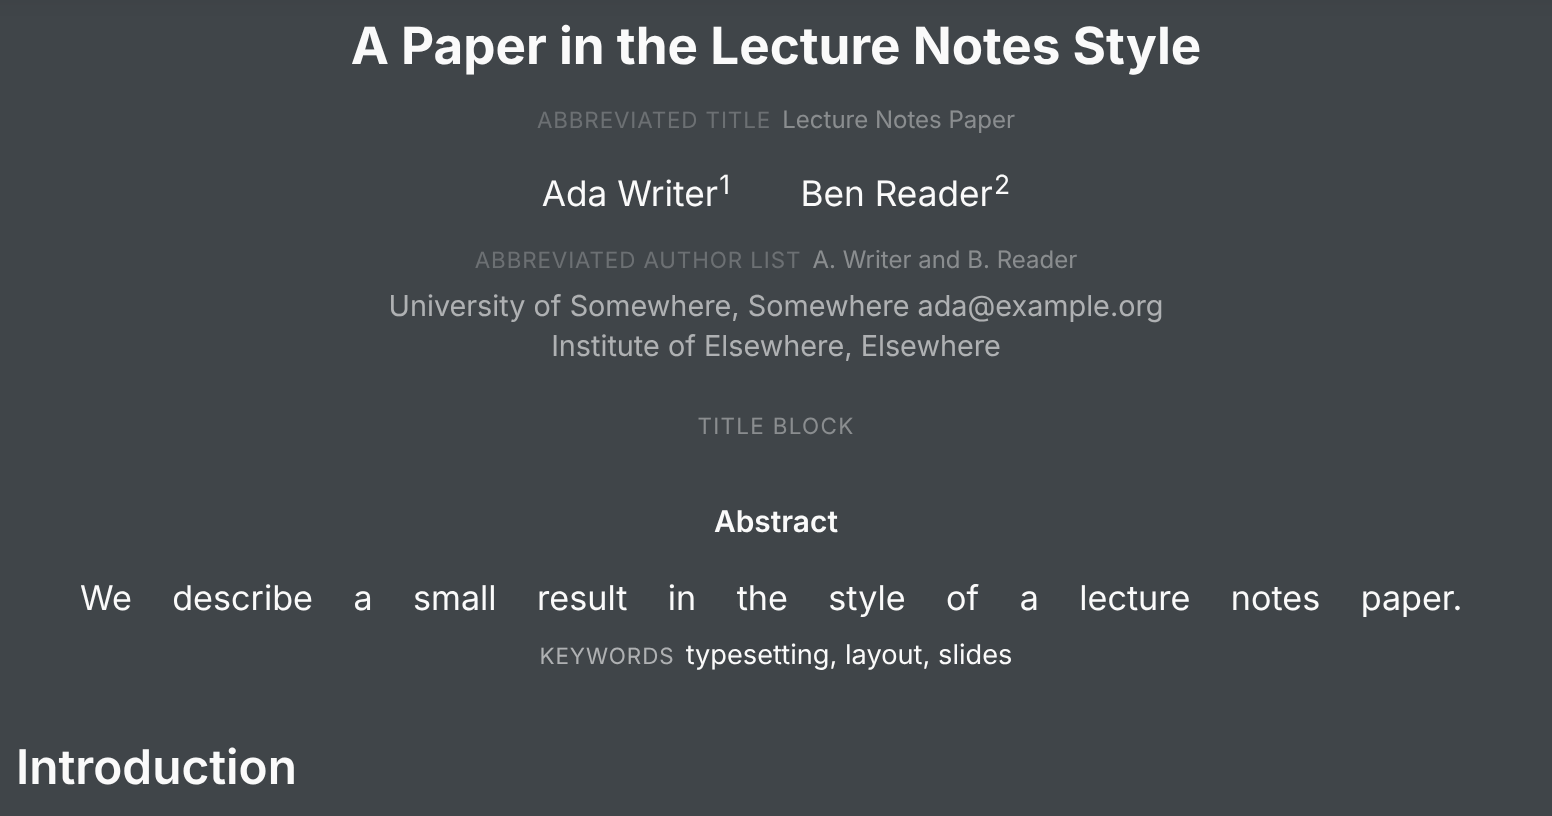 A Paper in the Lecture Notes Style
ABBREVIATED TITLE Lecture Notes Paper
Ada Writer¹ Ben Reader²
ABBREVIATED AUTHOR LIST A. Writer and B. Reader
University of Somewhere, Somewhere ada@example.org
Institute of Elsewhere, Elsewhere
TITLE BLOCK
Abstract
We describe a small result in the style of a lecture notes paper.
KEYWORDS typesetting, layout, slides
Introduction